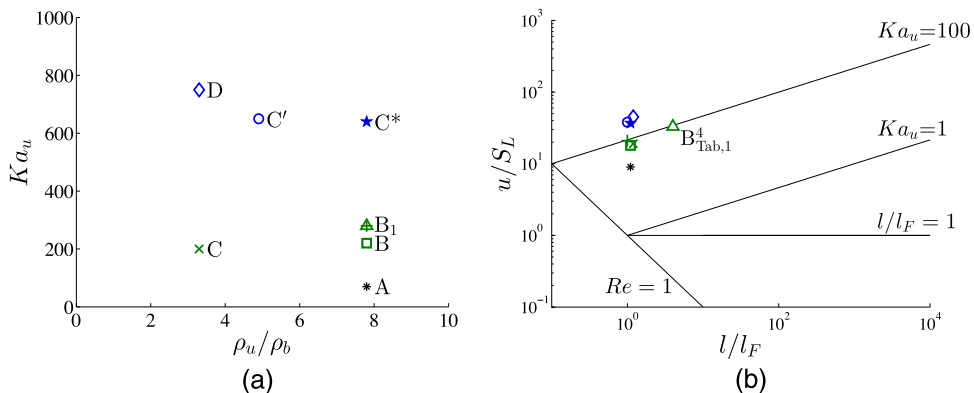 1000
800
600
400
200
0
Ka_u
D
C′
C*
B_1
B
C
A
0 2 4 6 8 10
ρ_u/ρ_b
(a)
10^3
10^2
10^1
10^0
10^{-1}
u/S_L
Ka_u=100
Ka_u=1
B^4_{Tab,1}
l/l_F = 1
Re = 1
10^0 10^2 10^4
l/l_F
(b)